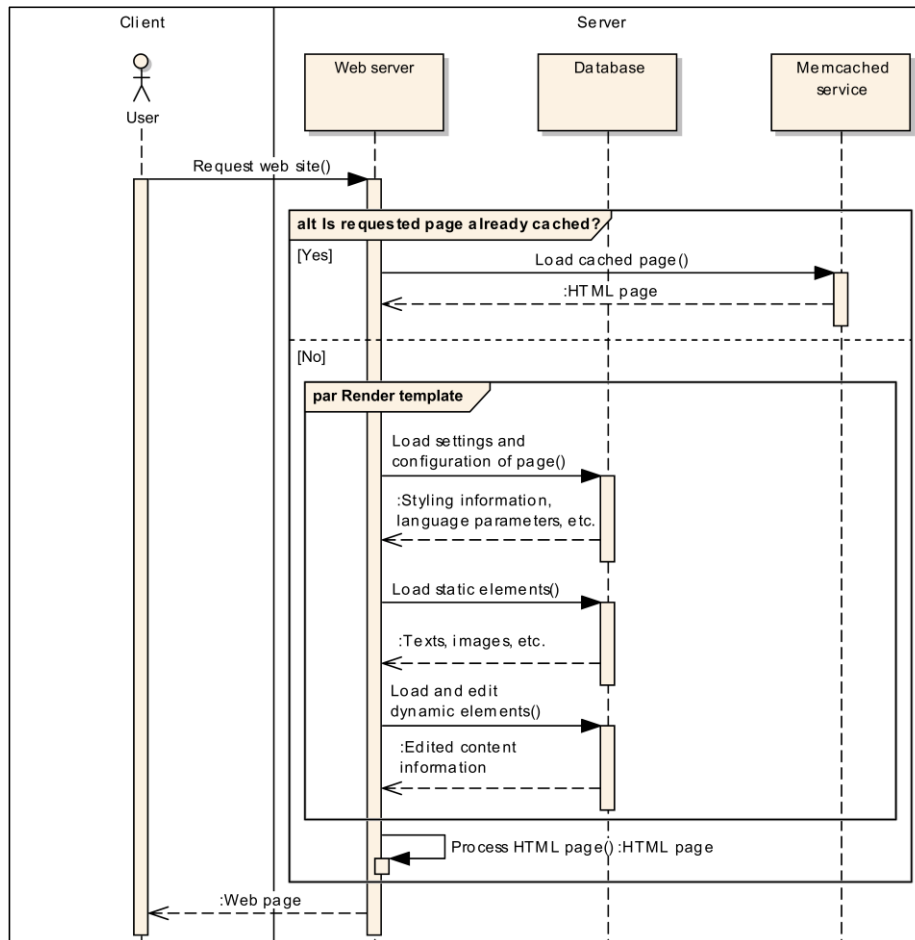 Client
Server
User
Web server
Database
Memcached
service
Request web site()
alt Is requested page already cached?
[Yes]
Load cached page()
:HTML page
[No]
par Render template
Load settings and
configuration of page()
:Styling information,
language parameters, etc.
Load static elements()
:Texts, images, etc.
Load and edit
dynamic elements()
:Edited content
information
Process HTML page() :HTML page
:Web page